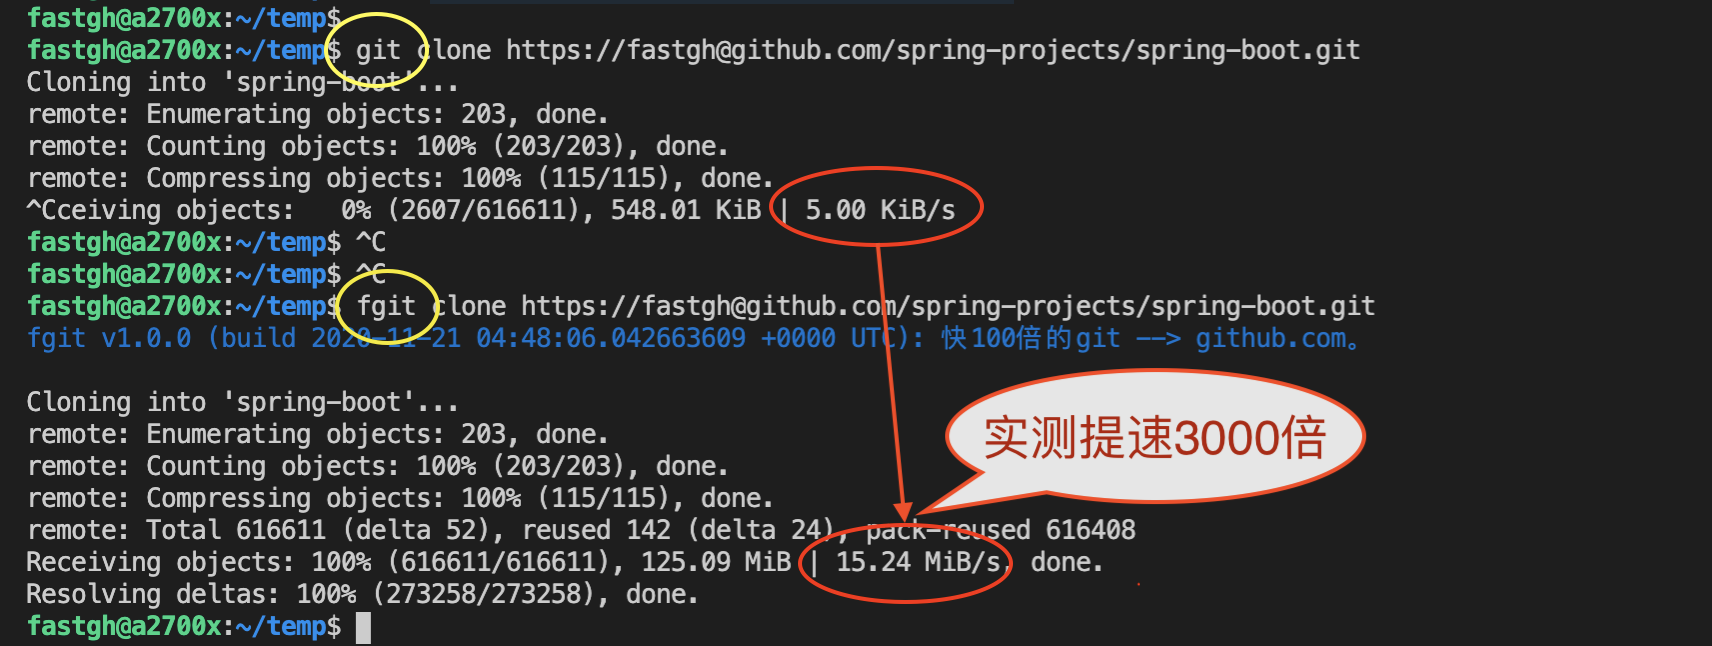 fastgh@a2700x:~/temp$
fastgh@a2700x:~/temp$ git clone https://fastgh@github.com/spring-projects/spring-boot.git
Cloning into 'spring-boot'...
remote: Enumerating objects: 203, done.
remote: Counting objects: 100% (203/203), done.
remote: Compressing objects: 100% (115/115), done.
^Cceiving objects:   0% (2607/616611), 548.01 KiB | 5.00 KiB/s
fastgh@a2700x:~/temp$ ^C
fastgh@a2700x:~/temp$ ^C
fastgh@a2700x:~/temp$ fgit clone https://fastgh@github.com/spring-projects/spring-boot.git
fgit v1.0.0 (build 2020-11-21 04:48:06.042663609 +0000 UTC): 快100倍的git --> github.com。
Cloning into 'spring-boot'...
实测提速3000倍
remote: Enumerating objects: 203, done.
remote: Counting objects: 100% (203/203), done.
remote: Compressing objects: 100% (115/115), done.
remote: Total 616611 (delta 52), reused 142 (delta 24), pack-reused 616408
Receiving objects: 100% (616611/616611), 125.09 MiB | 15.24 MiB/s, done.
Resolving deltas: 100% (273258/273258), done.
fastgh@a2700x:~/temp$